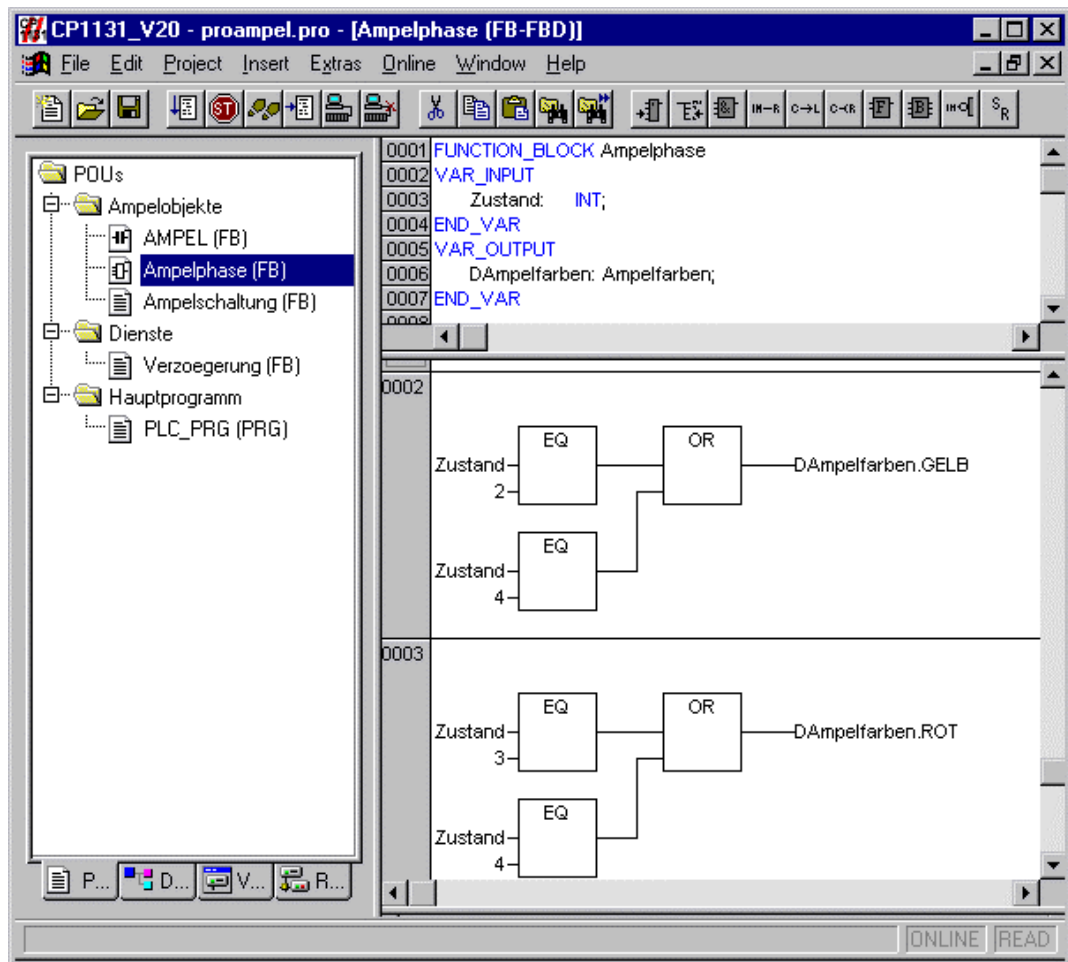 CP1131_V20 - proampel.pro - [Ampelphase (FB-FBD)]
File Edit Project Insert Extras Online Window Help
POUs
Ampelobjekte
AMPEL (FB)
Ampelphase (FB)
Ampelschaltung (FB)
Dienste
Verzoegerung (FB)
Hauptprogramm
PLC_PRG (PRG)
P... D... V... R...
0001 FUNCTION_BLOCK Ampelphase
0002 VAR_INPUT
0003 Zustand: INT;
0004 END_VAR
0005 VAR_OUTPUT
0006 DAmpelfarben: Ampelfarben;
0007 END_VAR
0008
0002
EQ OR
Zustand DAmpelfarben.GELB
2
EQ
Zustand
4
0003
EQ OR
Zustand DAmpelfarben.ROT
3
EQ
Zustand
4
ONLINE READ